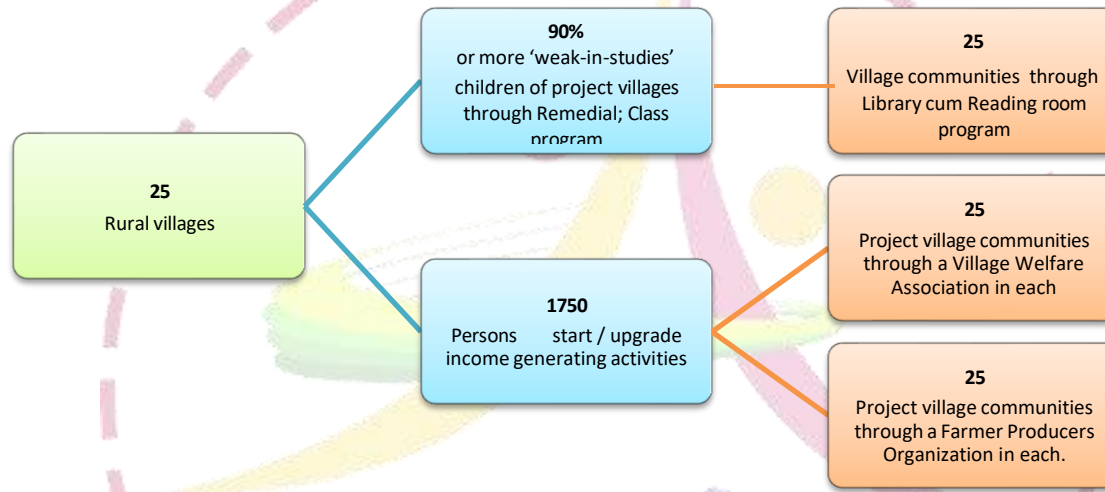 90%
or more ‘weak-in-studies’
children of project villages
through Remedial; Class
program
25
Village communities through
Library cum Reading room
program
25
Rural villages
25
Project village communities
through a Village Welfare
Association in each
1750
Persons start / upgrade
income generating activities
25
Project village communities
through a Farmer Producers
Organization in each.